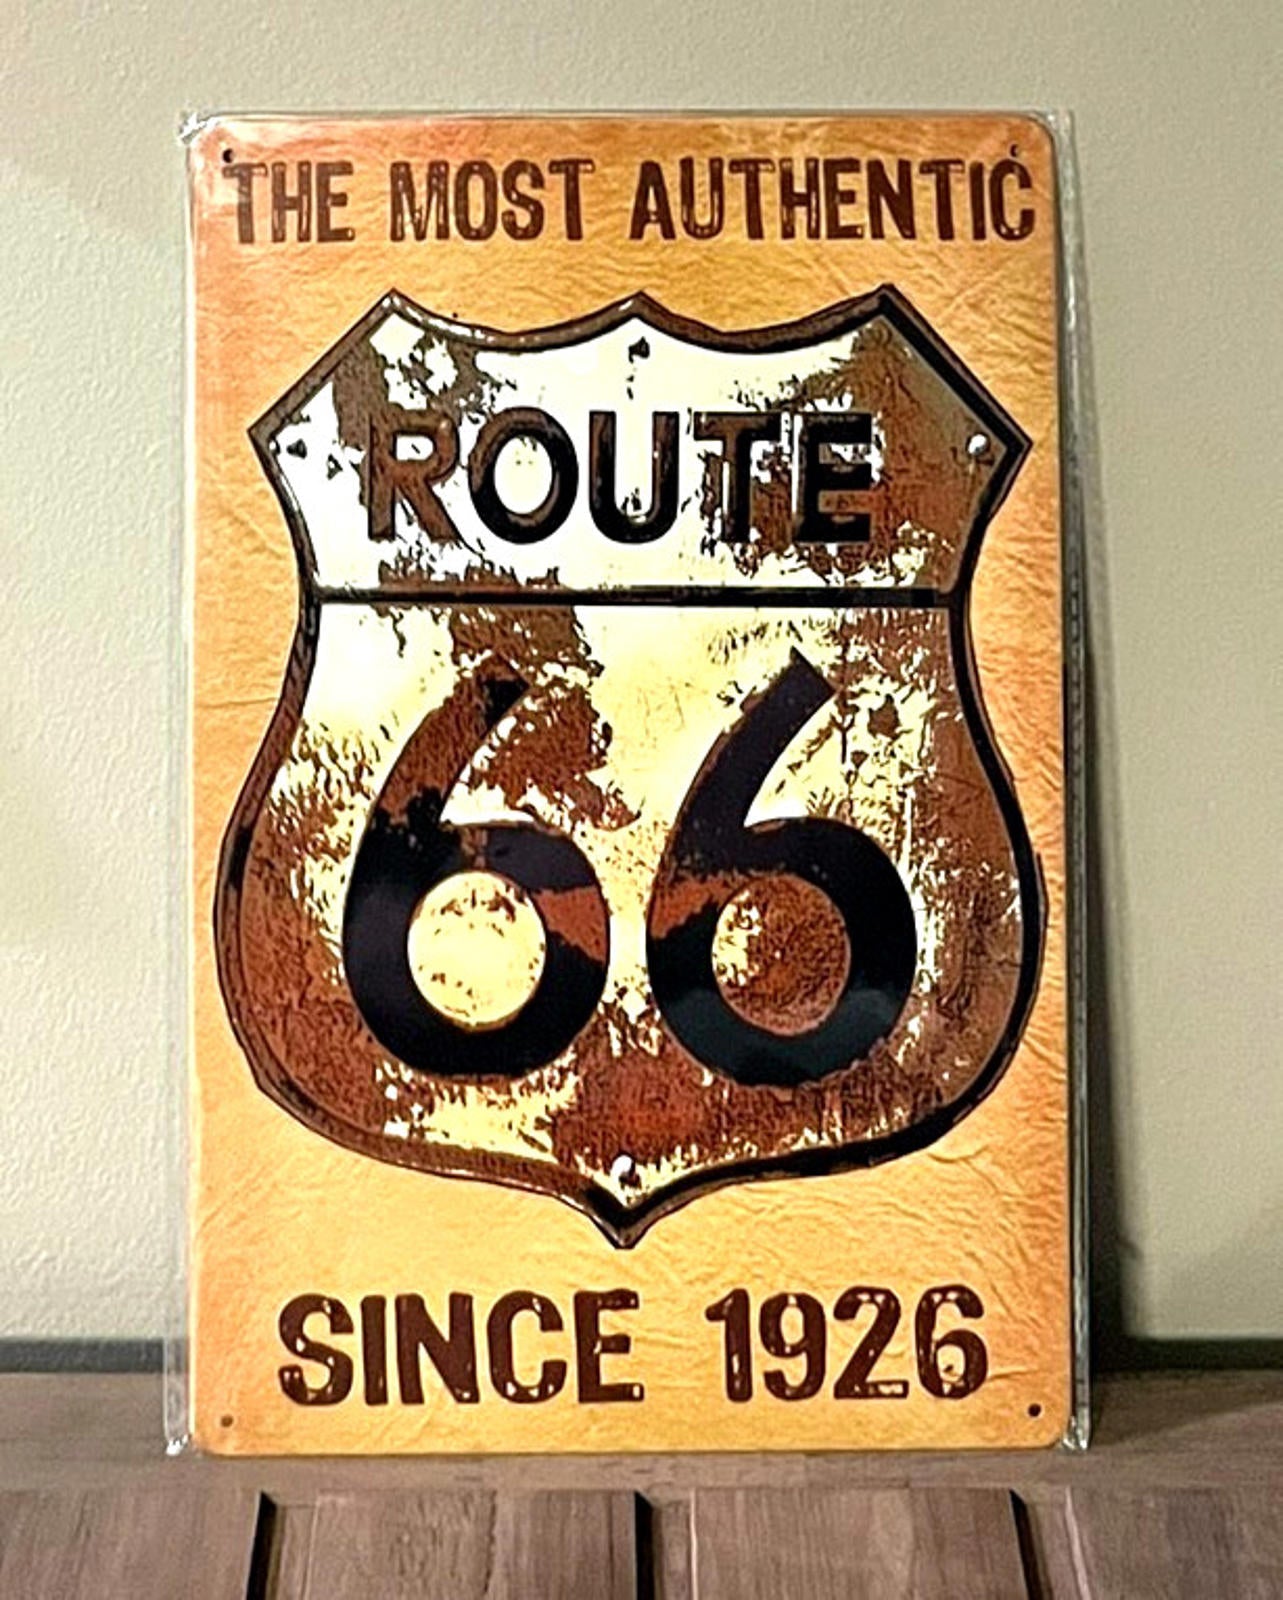 THE MOST AUTHENTIC
ROUTE
66
SINCE 1926